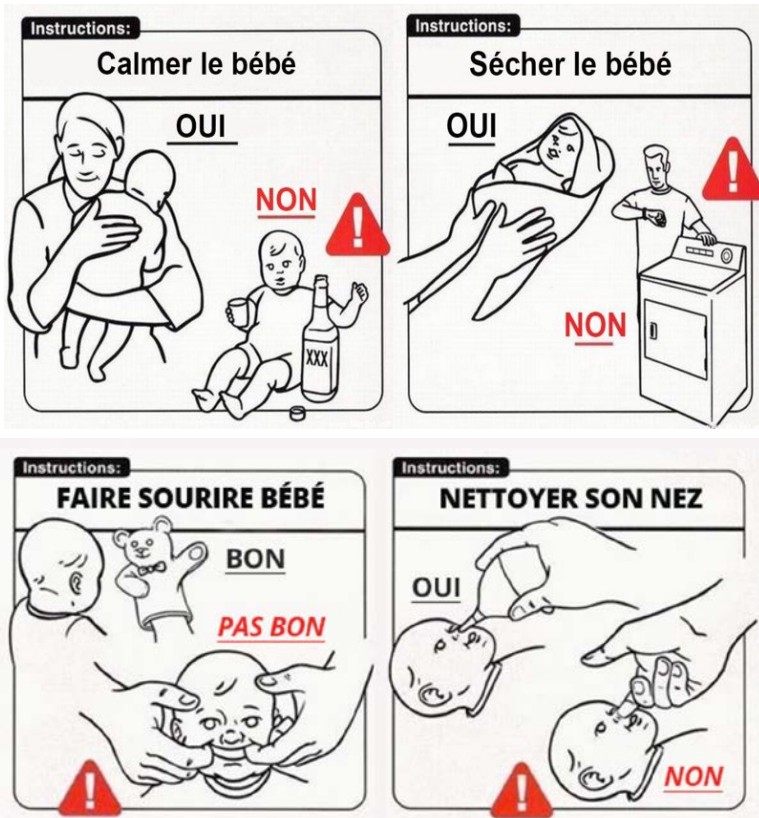 Instructions:
Calmer le bébé
OUI
NON
!
XXX
Instructions:
Sécher le bébé
OUI
!
NON
Instructions:
FAIRE SOURIRE BÉBÉ
BON
PAS BON
!
Instructions:
NETTOYER SON NEZ
OUI
NON
!